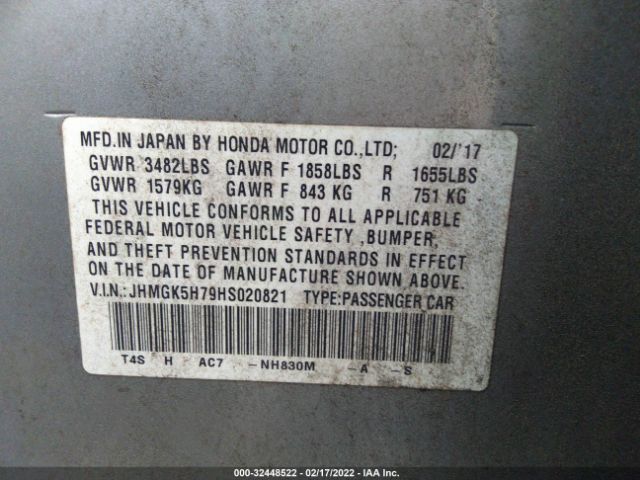 MFD.IN JAPAN BY HONDA MOTOR CO.,LTD; 02/'17
GVWR 3482LBS GAWR F 1858LBS R 1655LBS
GVWR 1579KG GAWR F 843 KG R 751 KG
THIS VEHICLE CONFORMS TO ALL APPLICABLE
FEDERAL MOTOR VEHICLE SAFETY ,BUMPER,
AND THEFT PREVENTION STANDARDS IN EFFECT
ON THE DATE OF MANUFACTURE SHOWN ABOVE.
V.I.N.:JHMGK5H79HS020821 TYPE:PASSENGER CAR
T4S H AC7 -NH830M -A -S
000-32448522 - 02/17/2022 - IAA Inc.